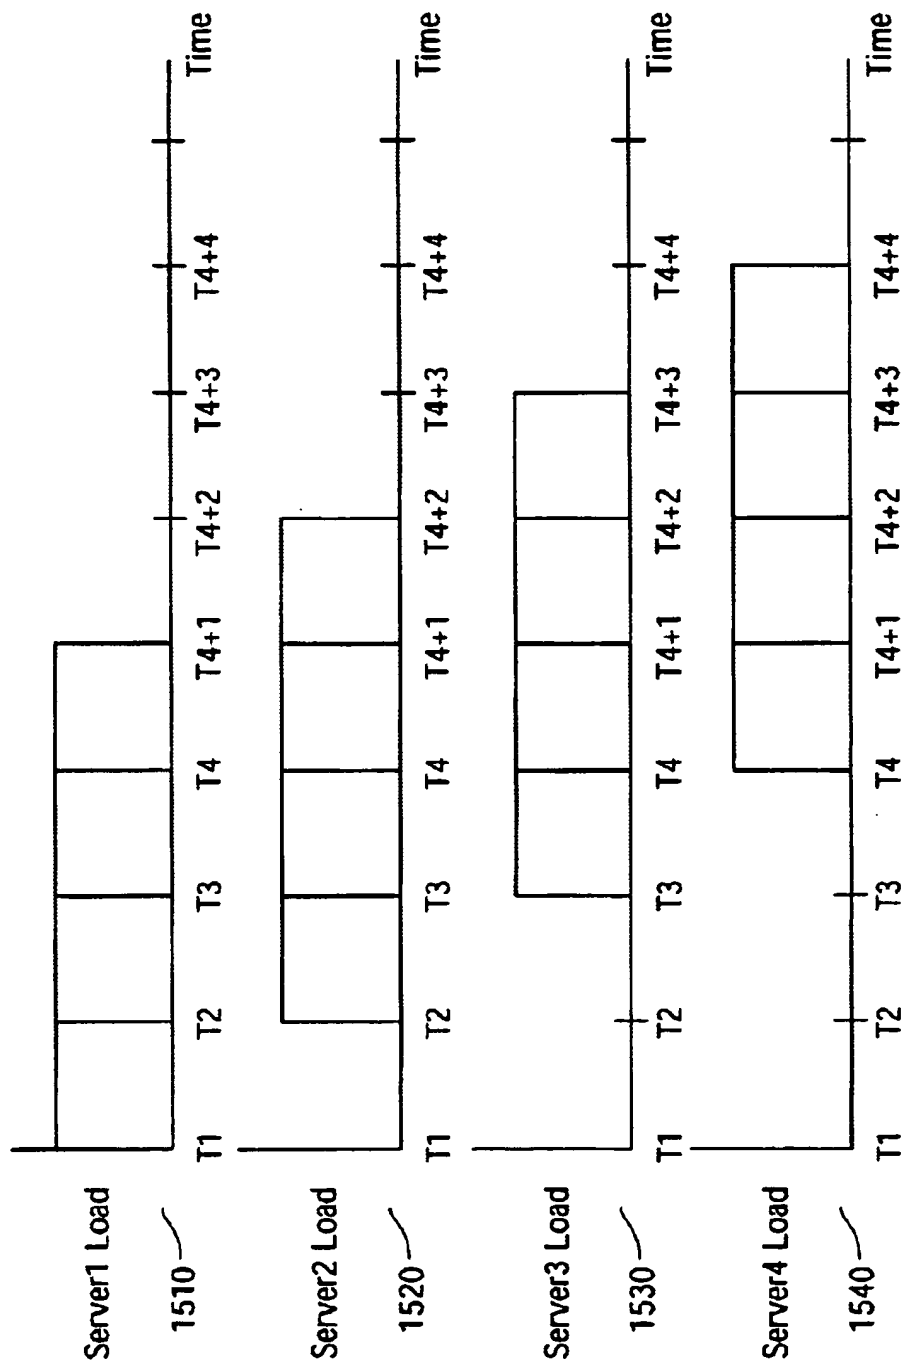 Server1 Load
1510
T1 T2 T3 T4 T4+1 T4+2 T4+3 T4+4 Time
Server2 Load
1520
T1 T2 T3 T4 T4+1 T4+2 T4+3 T4+4 Time
Server3 Load
1530
T1 T2 T3 T4 T4+1 T4+2 T4+3 T4+4 Time
Server4 Load
1540
T1 T2 T3 T4 T4+1 T4+2 T4+3 T4+4 Time